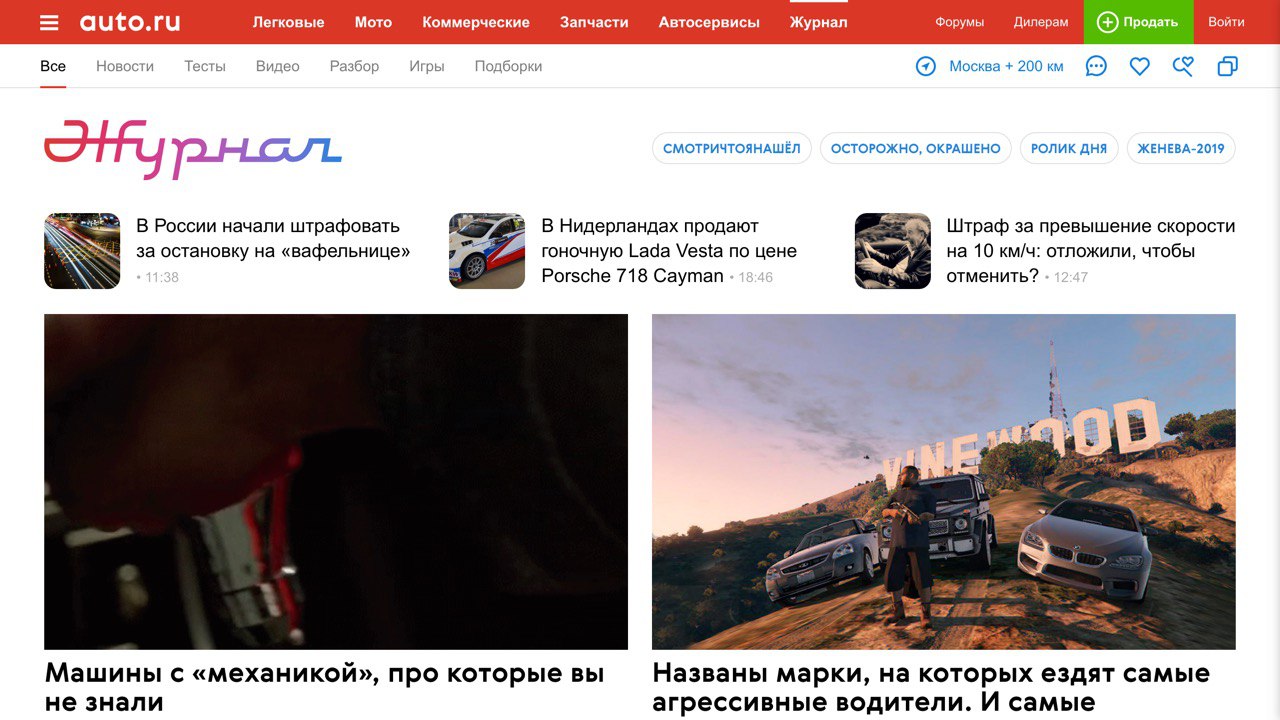 auto.ru
Легковые Мото Коммерческие Запчасти Автосервисы Журнал Форумы Дилерам Продать Войти
Все Новости Тесты Видео Разбор Игры Подборки Москва + 200 км
Журнал
СМОТРИЧТОЯНАШЁЛ ОСТОРОЖНО, ОКРАШЕНО РОЛИК ДНЯ ЖЕНЕВА-2019
В России начали штрафовать
за остановку на «вафельнице»
• 11:38
В Нидерландах продают
гоночную Lada Vesta по цене
Porsche 718 Cayman • 18:46
Штраф за превышение скорости
на 10 км/ч: отложили, чтобы
отменить? • 12:47
VINEWOOD
Машины с «механикой», про которые вы
не знали
Названы марки, на которых ездят самые
агрессивные водители. И самые